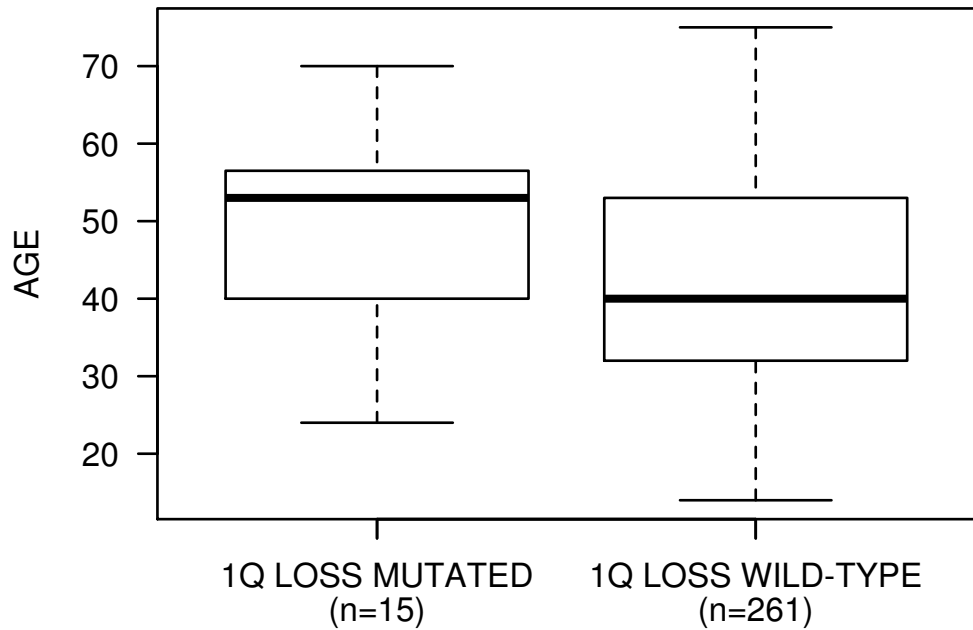 AGE
70
60
50
40
30
20
1Q LOSS MUTATED
(n=15)
1Q LOSS WILD-TYPE
(n=261)